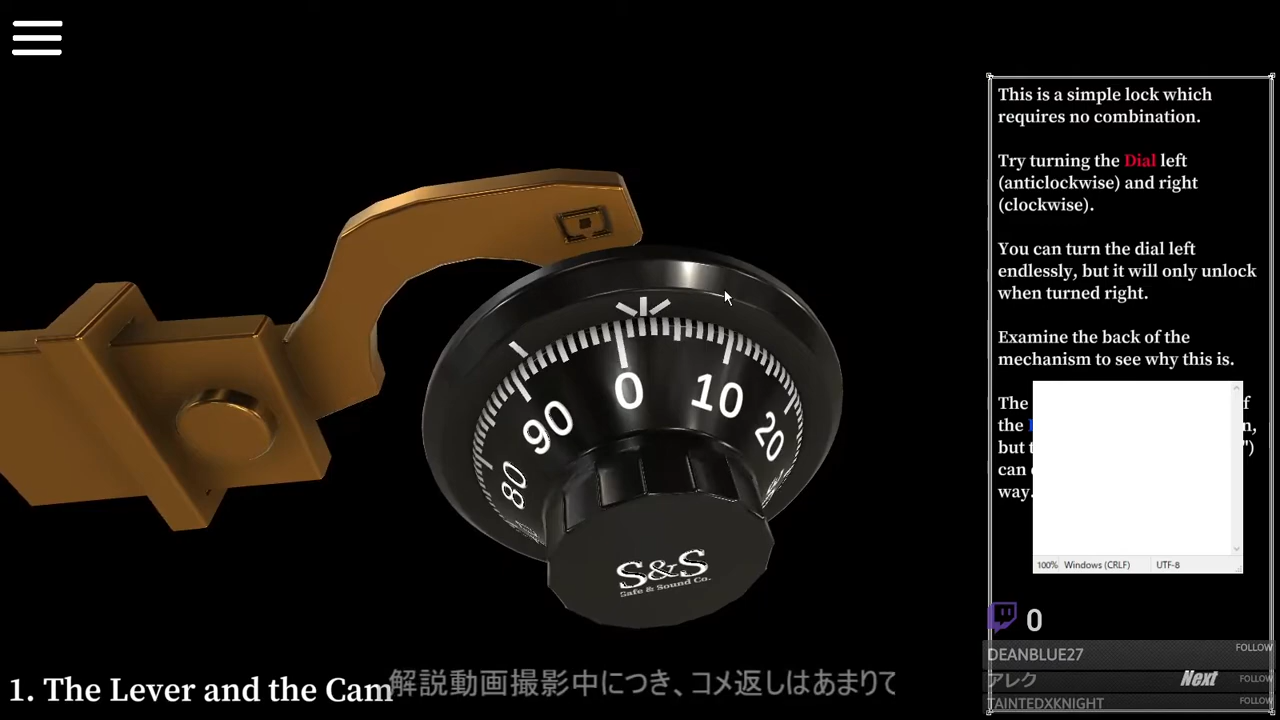 This is a simple lock which
requires no combination.
Try turning the Dial left
(anticlockwise) and right
(clockwise).
You can turn the dial left
endlessly, but it will only unlock
when turned right.
Examine the back of the
mechanism to see why this is.
The
the
but
can
way.
100% Windows (CRLF) UTF-8
90 0 10
80 20
S&S
Safe & Sound Co.
0
DEANBLUE27 FOLLOW
アレク Next FOLLOW
TAINTEDXKNIGHT FOLLOW
1. The Lever and the Cam
解説動画撮影中につき、コメ返しはあまりて